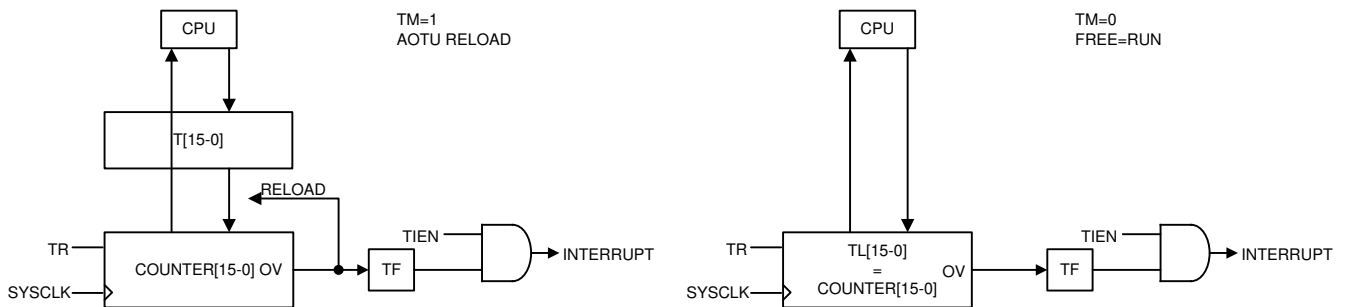 CPU
TM=1
AOTU RELOAD
T[15-0]
RELOAD
TR
COUNTER[15-0] OV
SYSCLK
TF
TIEN
INTERRUPT
CPU
TM=0
FREE=RUN
TR
TL[15-0]
=
COUNTER[15-0]
OV
SYSCLK
TF
TIEN
INTERRUPT